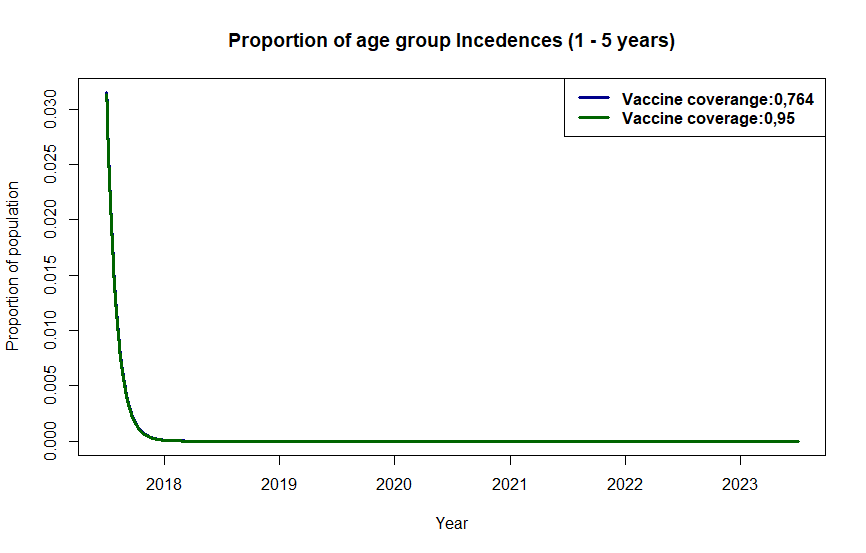 Proportion of age group Incedences (1 - 5 years)
Vaccine coverange:0,764
Vaccine coverage:0,95
Proportion of population
0.030
0.025
0.020
0.015
0.010
0.005
0.000
2018 2019 2020 2021 2022 2023
Year